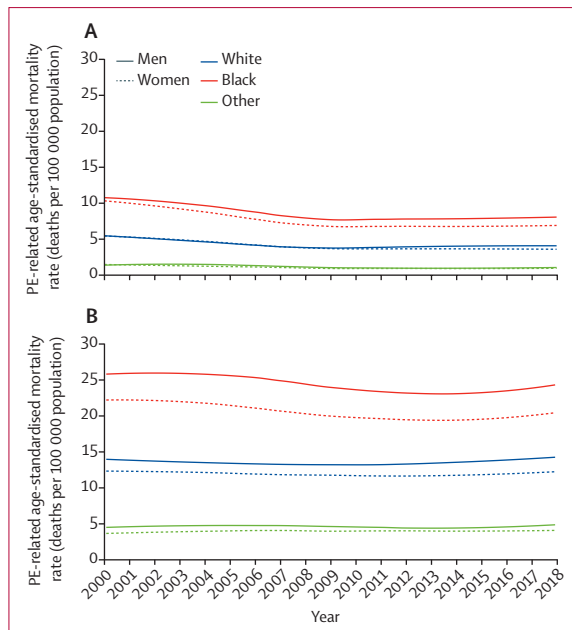 A
Men
White
Women
Black
Other
PE-related age-standardised mortality
rate (deaths per 100 000 population)
30
25
20
15
10
5
0
B
PE-related age-standardised mortality
rate (deaths per 100 000 population)
30
25
20
15
10
5
0
2000
2001
2002
2003
2004
2005
2006
2007
2008
2009
2010
2011
2012
2013
2014
2015
2016
2017
2018
Year